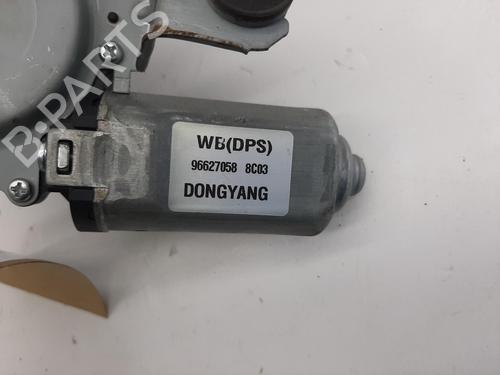 B-PARTS
WB(DPS)
96627058 8C03
DONGYANG